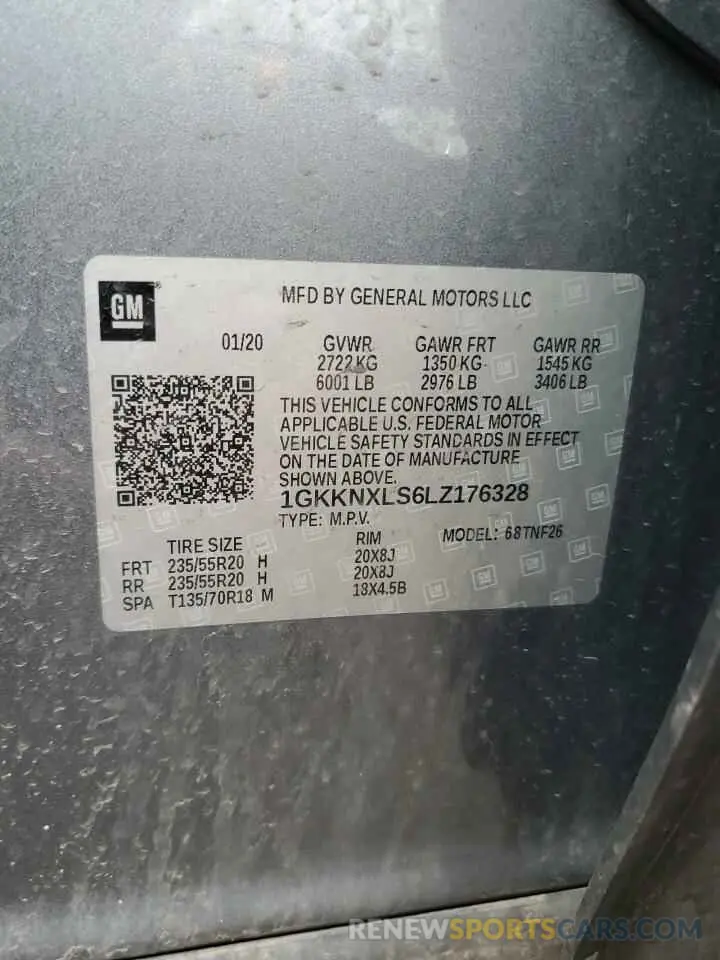 GM
MFD BY GENERAL MOTORS LLC
01/20 GVWR GAWR FRT GAWR RR
2722 KG 1350 KG 1545 KG
6001 LB 2976 LB 3406 LB
THIS VEHICLE CONFORMS TO ALL
APPLICABLE U.S. FEDERAL MOTOR
VEHICLE SAFETY STANDARDS IN EFFECT
ON THE DATE OF MANUFACTURE
SHOWN ABOVE.
1GKKNXLS6LZ176328
TYPE: M.P.V. MODEL: 68TNF26
TIRE SIZE RIM
FRT 235/55R20 H 20X8J
RR 235/55R20 H 20X8J
SPA T135/70R18 M 18X4.5B
RENEWSPORTSCARS.COM